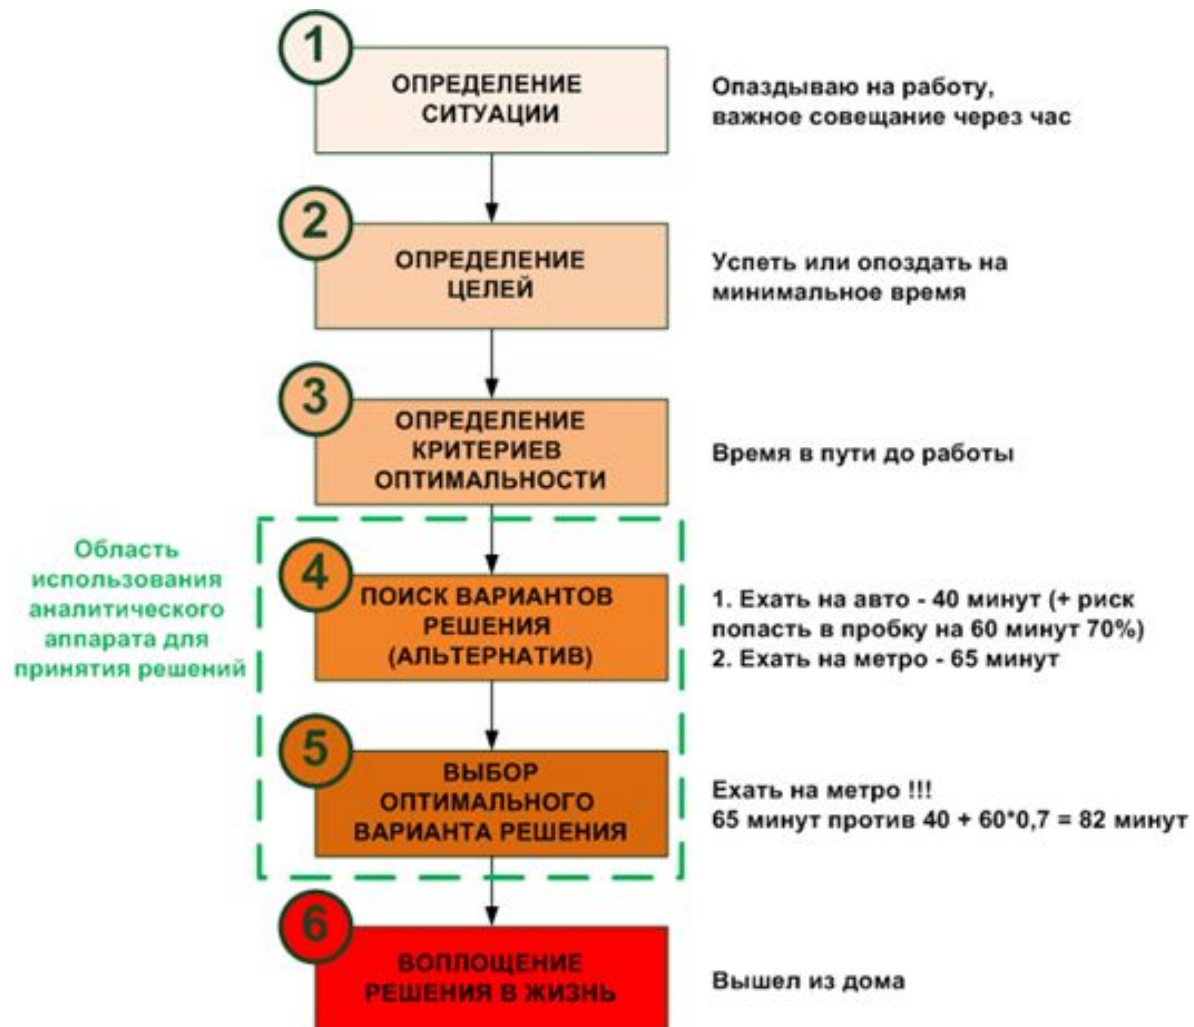 1
ОПРЕДЕЛЕНИЕ
СИТУАЦИИ
Опаздываю на работу,
важное совещание через час
2
ОПРЕДЕЛЕНИЕ
ЦЕЛЕЙ
Успеть или опоздать на
минимальное время
3
ОПРЕДЕЛЕНИЕ
КРИТЕРИЕВ
ОПТИМАЛЬНОСТИ
Время в пути до работы
Область
использования
аналитического
аппарата для
принятия решений
4
ПОИСК ВАРИАНТОВ
РЕШЕНИЯ
(АЛЬТЕРНАТИВ)
1. Ехать на авто - 40 минут (+ риск
попасть в пробку на 60 минут 70%)
2. Ехать на метро - 65 минут
5
ВЫБОР
ОПТИМАЛЬНОГО
ВАРИАНТА РЕШЕНИЯ
Ехать на метро !!!
65 минут против 40 + 60*0,7 = 82 минут
6
ВОПЛОЩЕНИЕ
РЕШЕНИЯ В ЖИЗНЬ
Вышел из дома